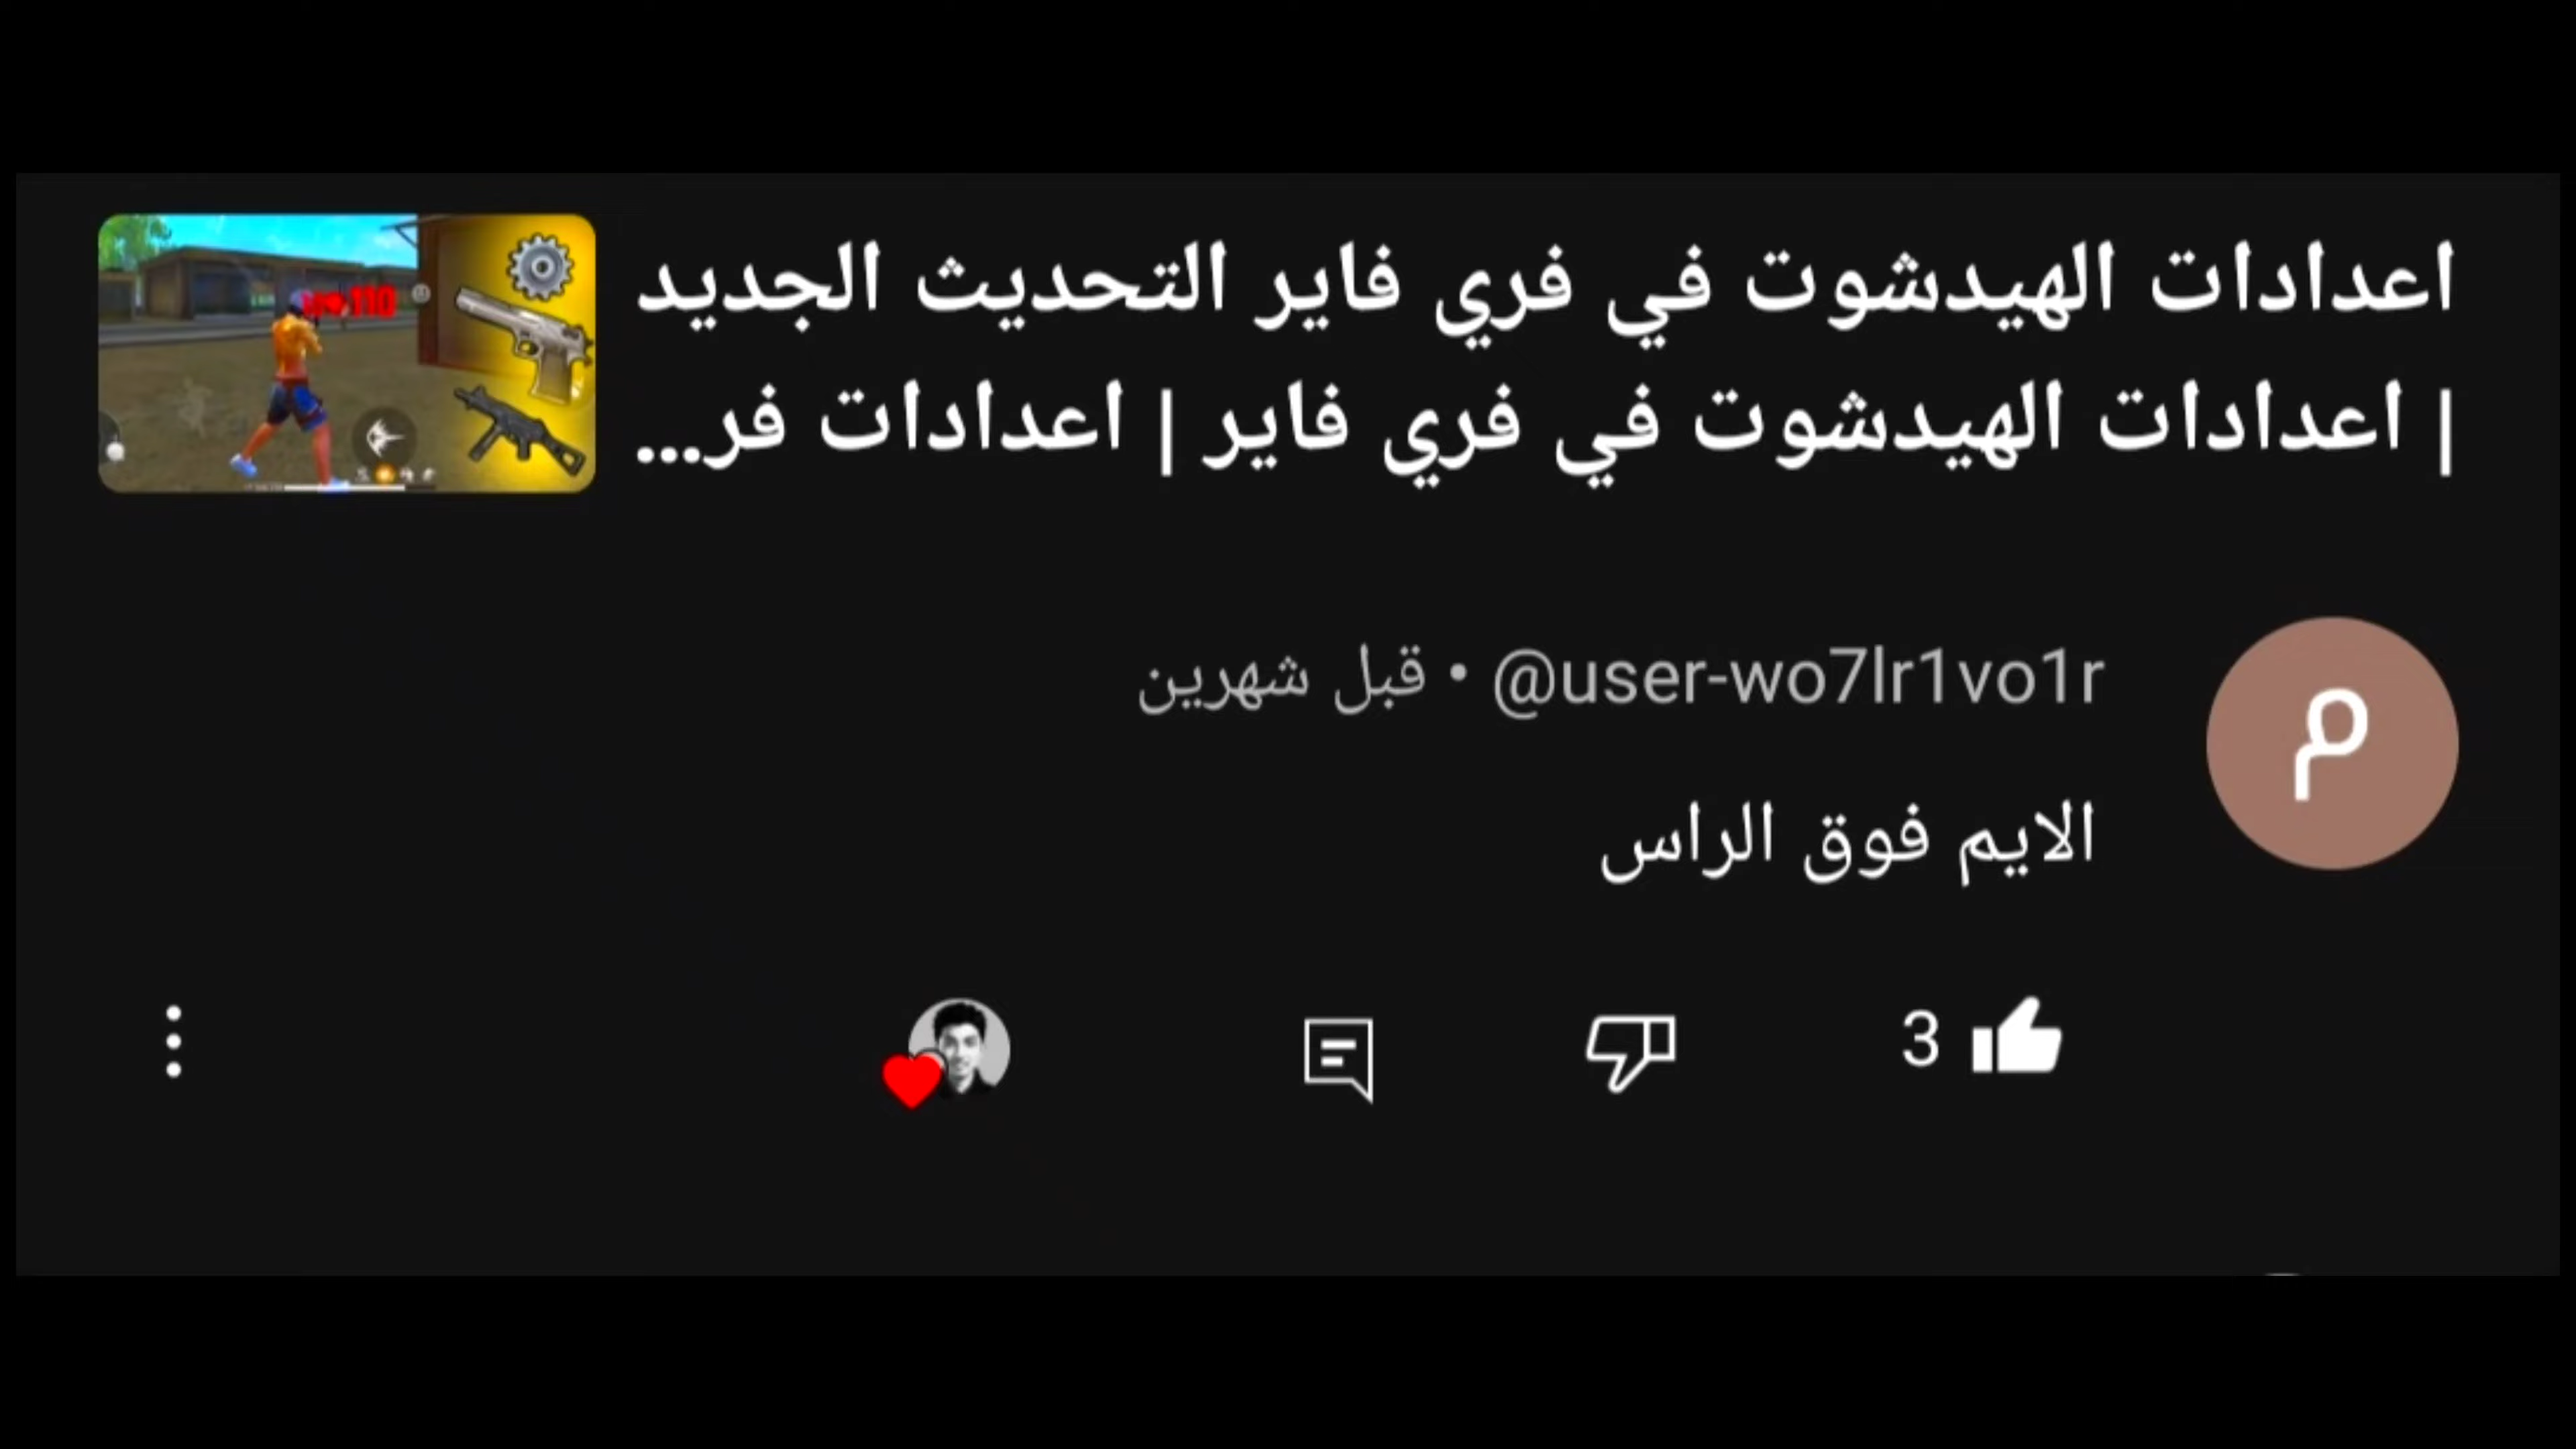 اعدادات الهيدشوت في فري فاير التحديث الجديد
| اعدادات الهيدشوت في فري فاير | اعدادات فر...
110
@user-wo7lr1vo1r • قبل شهرين
م
الايم فوق الراس
3